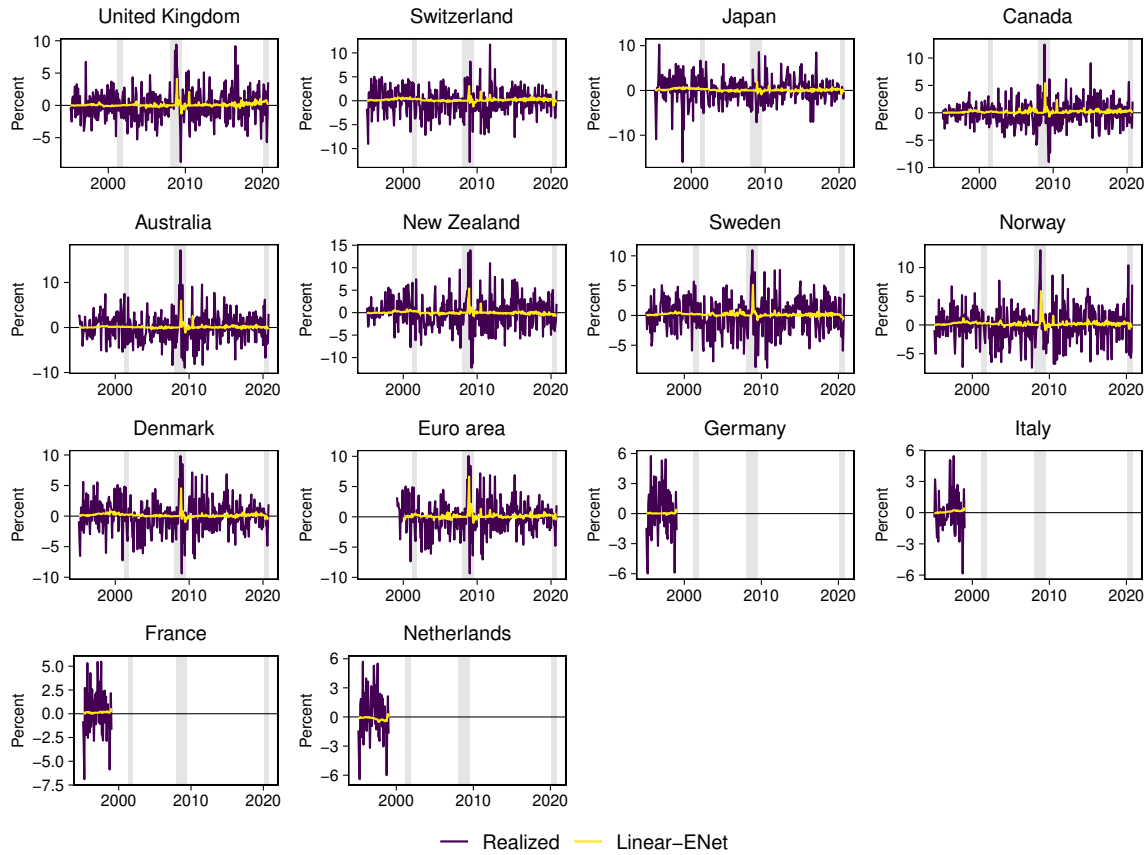 United Kingdom Switzerland Japan Canada
Percent 10 5 0 −5 2000 2010 2020
10 5 0 −5 −10 2000 2010 2020
10 0 −10 2000 2010 2020
Percent 10 5 0 −5 −10 2000 2010 2020
Australia New Zealand Sweden Norway
Percent 10 0 −10 2000 2010 2020
15 10 5 0 −5 −10 2000 2010 2020
10 5 0 −5 2000 2010 2020
Percent 10 5 0 −5 2000 2010 2020
Denmark Euro area Germany Italy
Percent 10 5 0 −5 −10 2000 2010 2020
Percent 10 5 0 −5 −10 2000 2010 2020
Percent 6 3 0 −3 −6 2000 2010 2020
Percent 6 3 0 −3 −6 2000 2010 2020
France Netherlands
Percent 5.0 2.5 0.0 −2.5 −5.0 −7.5 2000 2010 2020
Percent 6 3 0 −3 −6 2000 2010 2020
Realized Linear−ENet